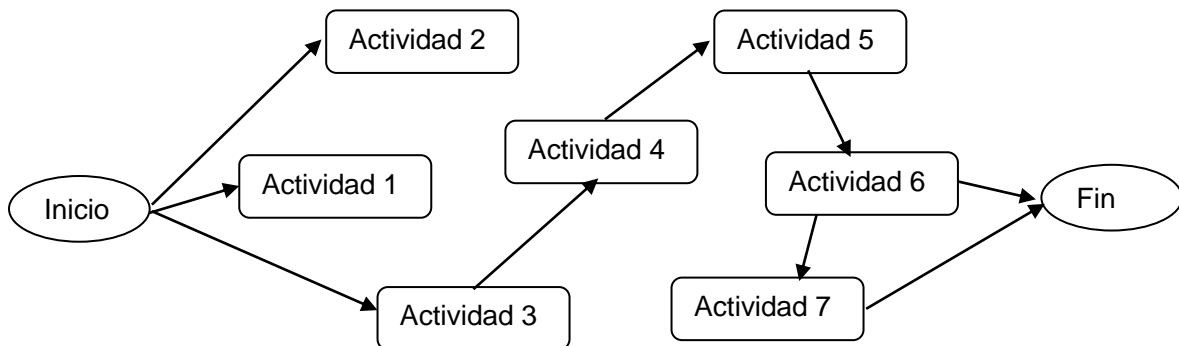 Actividad 2
Actividad 5
Actividad 4
Actividad 1
Actividad 6
Inicio
Fin
Actividad 3
Actividad 7